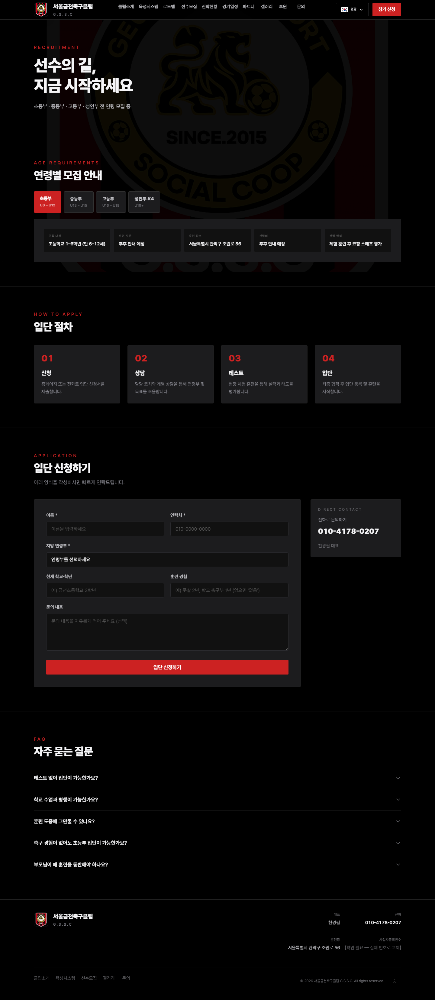 서울금천축구클럽
G.S.S.C
클럽소개 육성시스템 로드맵 선수모집 진학현황 경기일정 파트너 갤러리 후원 문의
KR
참가 신청
RECRUITMENT
선수의 길,
지금 시작하세요
초등부 · 중등부 · 고등부 · 성인부 전 연령 모집 중
SINCE.2015
SOCIAL COOP
AGE REQUIREMENTS
연령별 모집 안내
초등부 중등부 고등부 성인부·K4
U6 – U12 U13 – U15 U16 – U18 U19+
모집 대상 훈련 시간 훈련 장소 선발비 선발 방식
초등학교 1–6학년 (만 6–12세) 추후 안내 예정 서울특별시 관악구 조원로 56 추후 안내 예정 체험 훈련 후 코칭 스태프 평가
HOW TO APPLY
입단 절차
01
신청
홈페이지 또는 전화로 입단 신청서를
제출합니다.
02
상담
담당 코치와 개별 상담을 통해 연령부 및
목표를 조율합니다.
03
테스트
현장 체험 훈련을 통해 실력과 태도를
평가합니다.
04
입단
최종 합격 후 입단 등록 및 훈련을
시작합니다.
APPLICATION
입단 신청하기
아래 양식을 작성하시면 빠르게 연락드립니다.
이름 * 연락처 *
이름을 입력하세요 010-0000-0000
지망 연령부 *
연령부를 선택하세요
현재 학교·학년 훈련 경험
예) 금천초등학교 3학년 예) 풋살 2년, 학교 축구부 1년 (없으면 '없음')
문의 내용
문의 내용을 자유롭게 적어 주세요 (선택)
입단 신청하기
DIRECT CONTACT
전화로 문의하기
010-4178-0207
천경필 대표
FAQ
자주 묻는 질문
테스트 없이 입단이 가능한가요?
학교 수업과 병행이 가능한가요?
훈련 도중에 그만둘 수 있나요?
축구 경험이 없어도 초등부 입단이 가능한가요?
부모님이 매 훈련을 동반해야 하나요?
서울금천축구클럽
G.S.S.C
대표 전화
천경필 010-4178-0207
훈련장 사업자등록번호
서울특별시 관악구 조원로 56 【확인 필요 — 실제 번호로 교체】
클럽소개 육성시스템 선수모집 갤러리 문의
© 2026 서울금천축구클럽 G.S.S.C. All rights reserved.